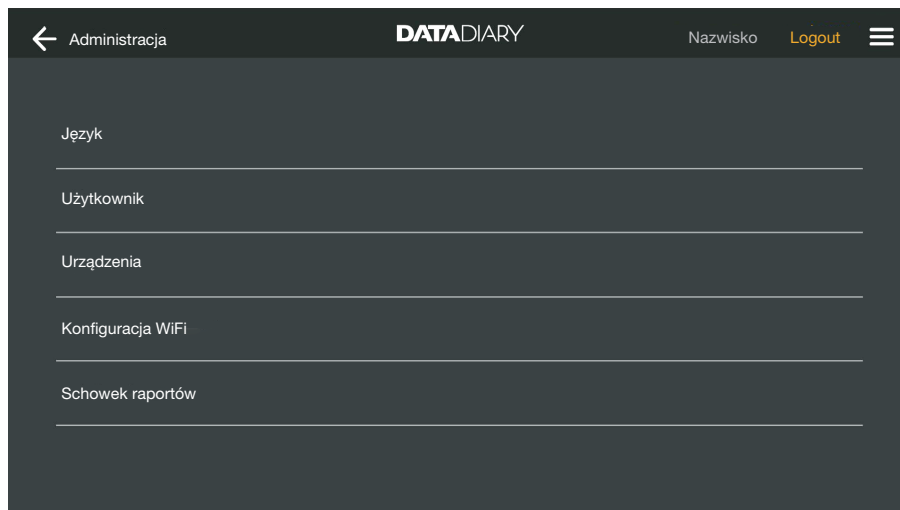 Administracja DATADIARY Nazwisko Logout
Język
Użytkownik
Urządzenia
Konfiguracja WiFi
Schowek raportów